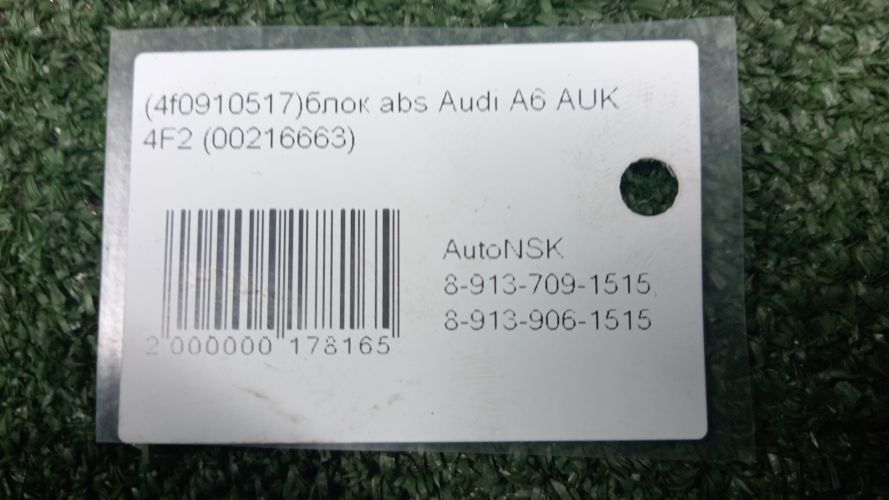 (4f0910517)блок abs Audi A6 AUK
4F2 (00216663)
AutoNSK
8-913-709-1515
8-913-906-1515
2 000000 178165